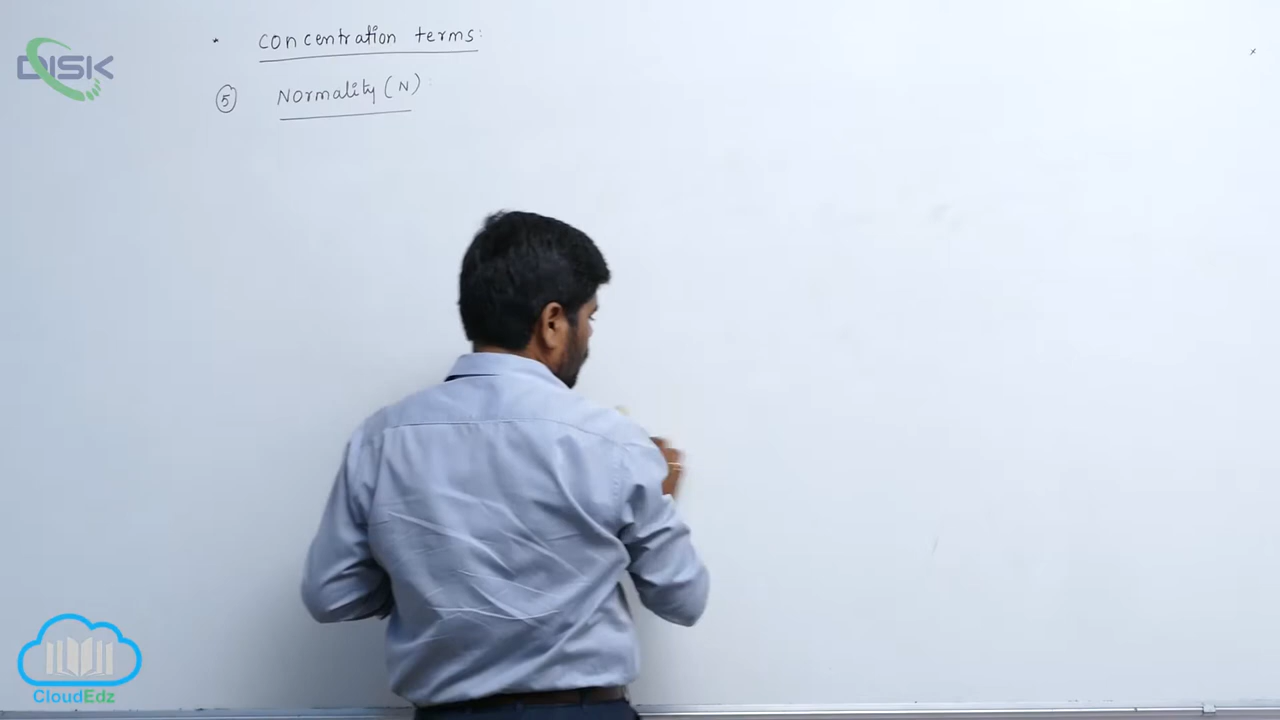 * Concentration terms:
DISK
5 Normality (N):
x
CloudEdz